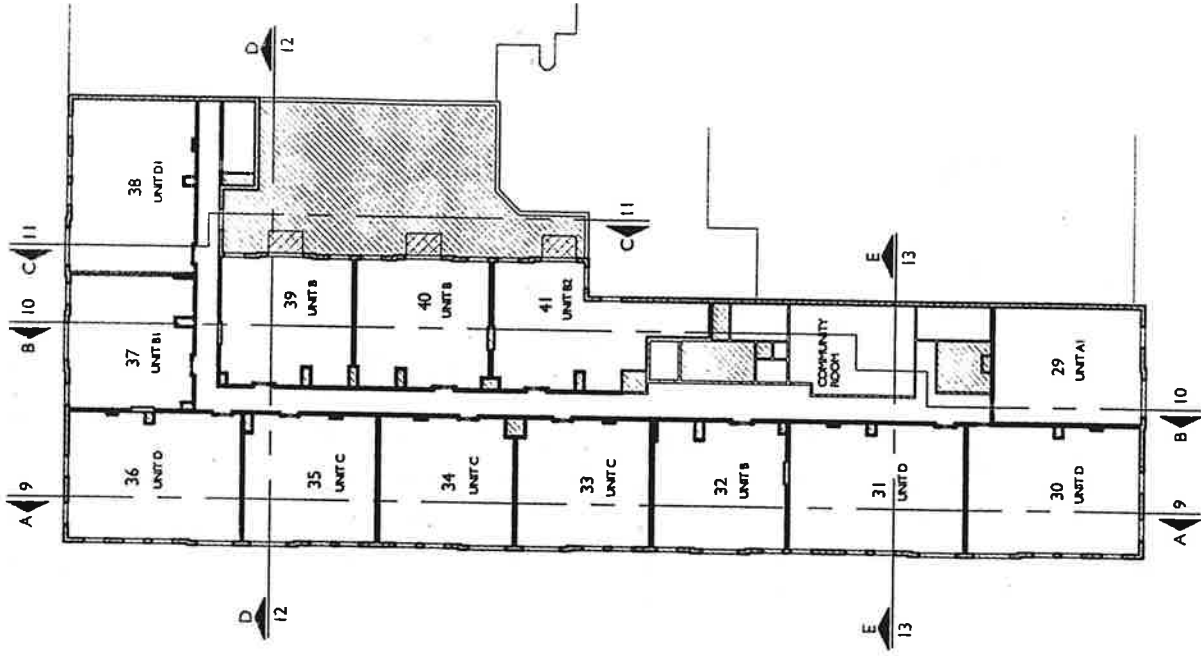 A
9
B
10
C
11
36
UNIT D
37
UNIT B1
38
UNIT D1
D
12
D
12
35
UNIT C
39
UNIT B
34
UNIT C
40
UNIT B
33
UNIT C
41
UNIT B2
C
11
32
UNIT B
31
UNIT D
COMMUNITY
ROOM
E
13
E
13
30
UNIT D
29
UNIT A1
A
9
B
10